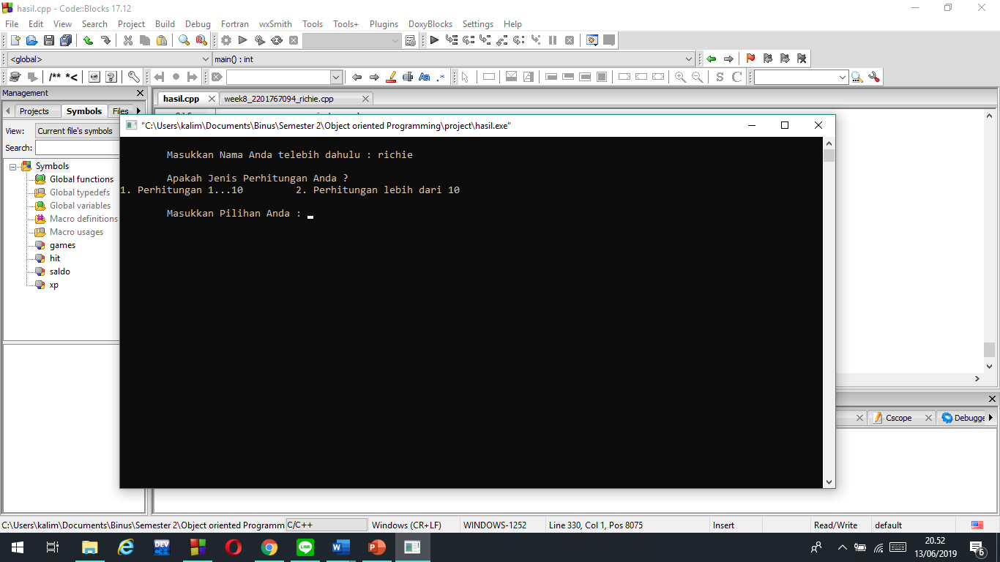 hasil.cpp - Code::Blocks 17.12
File Edit View Search Project Build Debug Fortran wxSmith Tools Tools+ Plugins DoxyBlocks Settings Help
<global> main() : int
/** *< Aa .* S C
Management
Projects Symbols Files
View: Current file's symbols
Search:
Symbols
Global functions
Global typedefs
Global variables
Macro definitions
Macro usages
games
hit
saldo
xp
hasil.cpp week8_2201767094_richie.cpp
"C:\Users\kalim\Documents\Binus\Semester 2\Object oriented Programming\project\hasil.exe"
Masukkan Nama Anda telebih dahulu : richie
Apakah Jenis Perhitungan Anda ?
1. Perhitungan 1...10 2. Perhitungan lebih dari 10
Masukkan Pilihan Anda :
Cscope Debugge
C:\Users\kalim\Documents\Binus\Semester 2\Object oriented Programm C/C++ Windows (CR+LF) WINDOWS-1252 Line 330, Col 1, Pos 8075 Insert Read/Write default
DEV
LINE
20.52
13/06/2019
6